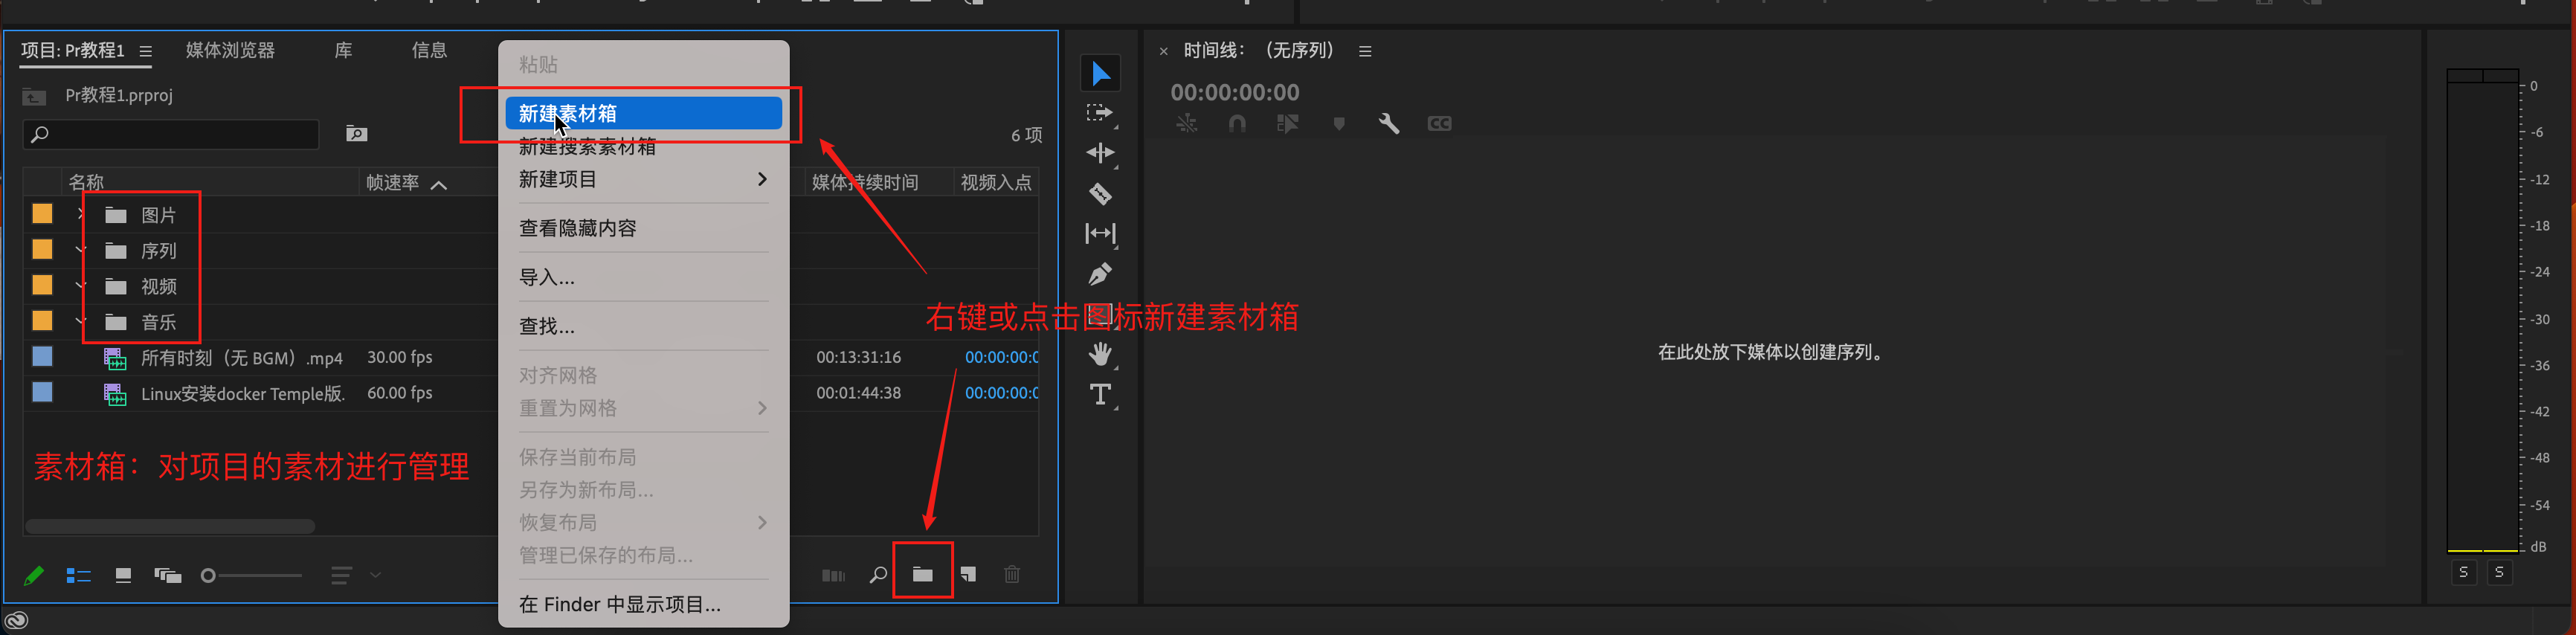 项目: Pr教程1
媒体浏览器
库
信息
Pr教程1.prproj
6 项
名称
帧速率
媒体持续时间
视频入点
图片
序列
视频
音乐
所有时刻（无 BGM）.mp4
30.00 fps
00:13:31:16
00:00:00:0
Linux安装docker Temple版.
60.00 fps
00:01:44:38
00:00:00:0
素材箱：对项目的素材进行管理
粘贴
新建素材箱
新建搜索素材箱
新建项目
查看隐藏内容
导入...
查找...
对齐网格
重置为网格
保存当前布局
另存为新布局...
恢复布局
管理已保存的布局...
在 Finder 中显示项目...
右键或点击图标新建素材箱
时间线：（无序列）
00:00:00:00
在此处放下媒体以创建序列。
0
-6
-12
-18
-24
-30
-36
-42
-48
-54
dB
S
S